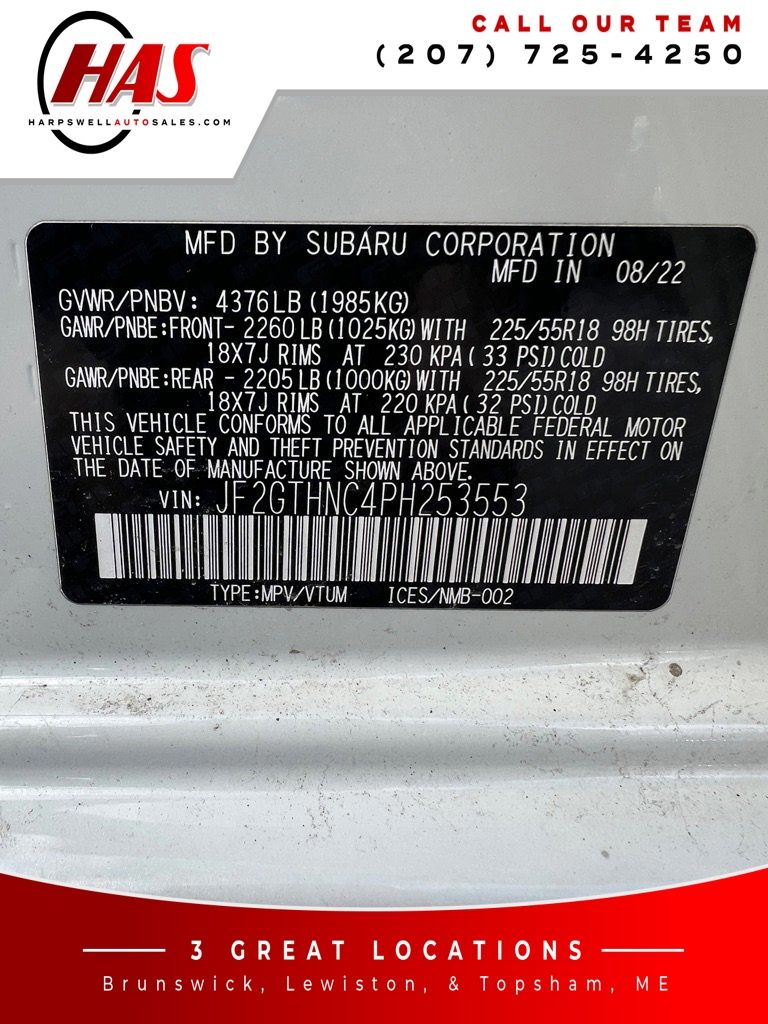 HAS
HARPSWELLAUTOSALES.COM
CALL OUR TEAM
(207) 725-4250
MFD BY SUBARU CORPORATION
MFD IN 08/22
GVWR/PNBV: 4376LB(1985KG)
GAWR/PNBE:FRONT- 2260LB(1025KG)WITH 225/55R18 98H TIRES,
18X7J RIMS AT 230 KPA(33 PSI)COLD
GAWR/PNBE:REAR - 2205LB(1000KG)WITH 225/55R18 98H TIRES,
18X7J RIMS AT 220 KPA(32 PSI)COLD
THIS VEHICLE CONFORMS TO ALL APPLICABLE FEDERAL MOTOR
VEHICLE SAFETY AND THEFT PREVENTION STANDARDS IN EFFECT ON
THE DATE OF MANUFACTURE SHOWN ABOVE.
VIN: JF2GTHNC4PH253553
TYPE:MPV/VTUM ICES/NMB-002
3 GREAT LOCATIONS
Brunswick, Lewiston, & Topsham, ME